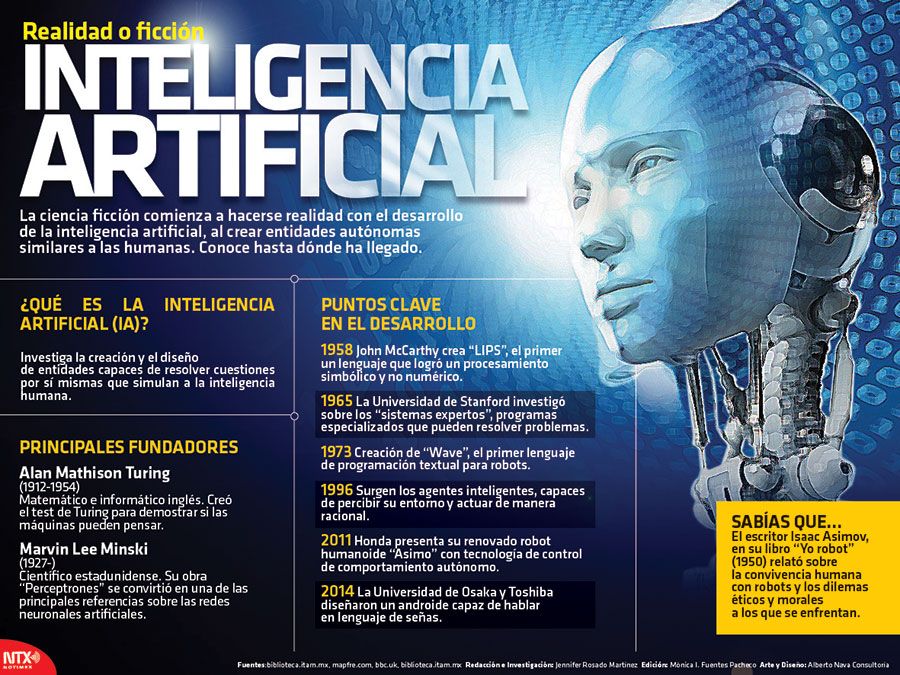 Realidad o ficción
INTELIGENCIA
ARTIFICIAL
La ciencia ficción comienza a hacerse realidad con el desarrollo
de la inteligencia artificial, al crear entidades autónomas
similares a las humanas. Conoce hasta dónde ha llegado.
¿QUÉ ES LA INTELIGENCIA
ARTIFICIAL (IA)?
Investiga la creación y el diseño
de entidades capaces de resolver cuestiones
por sí mismas que simulan a la inteligencia
humana.
PRINCIPALES FUNDADORES
Alan Mathison Turing
(1912-1954)
Matemático e informático inglés. Creó
el test de Turing para demostrar si las
máquinas pueden pensar.
Marvin Lee Minski
(1927-)
Científico estadunidense. Su obra
“Perceptrones” se convirtió en una de las
principales referencias sobre las redes
neuronales artificiales.
PUNTOS CLAVE
EN EL DESARROLLO
1958 John McCarthy crea “LIPS”, el primer
un lenguaje que logró un procesamiento
simbólico y no numérico.
1965 La Universidad de Stanford investigó
sobre los “sistemas expertos”, programas
especializados que pueden resolver problemas.
1973 Creación de “Wave”, el primer lenguaje
de programación textual para robots.
1996 Surgen los agentes inteligentes, capaces
de percibir su entorno y actuar de manera
racional.
2011 Honda presenta su renovado robot
humanoide “Asimo” con tecnología de control
de comportamiento autónomo.
2014 La Universidad de Osaka y Toshiba
diseñaron un androide capaz de hablar
en lenguaje de señas.
SABÍAS QUE...
El escritor Isaac Asimov,
en su libro “Yo robot”
(1950) relató sobre
la convivencia humana
con robots y los dilemas
éticos y morales
a los que se enfrentan.
NTX
NOTIMEX
Fuentes:biblioteca.itam.mx, mapfre.com, bbc.uk, biblioteca.itam.mx Redacción e Investigación: Jennifer Rosado Martínez Edición: Mónica I. Fuentes Pacheco Arte y Diseño: Alberto Nava Consultoria